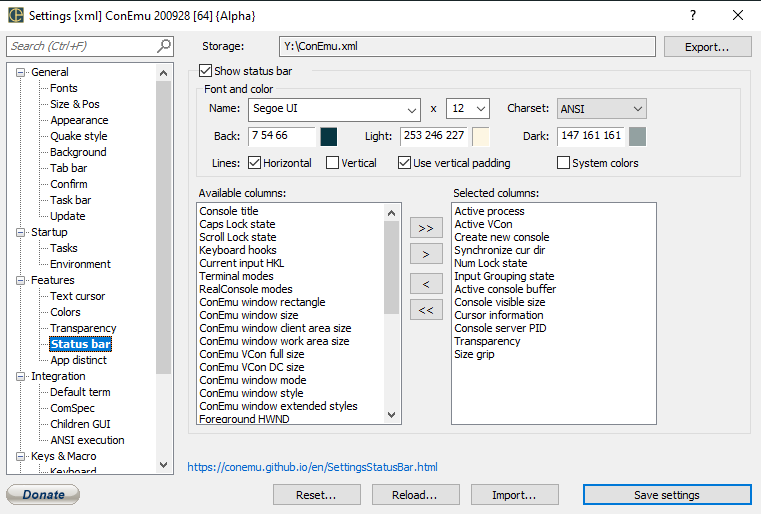 Settings [xml] ConEmu 200928 [64] {Alpha}
?
Search (Ctrl+F)
Storage:
Y:\ConEmu.xml
Export...
General
Fonts
Size & Pos
Appearance
Quake style
Background
Tab bar
Confirm
Task bar
Update
Startup
Tasks
Environment
Features
Text cursor
Colors
Transparency
Status bar
App distinct
Integration
Default term
ComSpec
Children GUI
ANSI execution
Keys & Macro
Keyboard
Show status bar
Font and color
Name: Segoe UI x 12 Charset: ANSI
Back: 7 54 66 Light: 253 246 227 Dark: 147 161 161
Lines: Horizontal Vertical Use vertical padding System colors
Available columns:
Console title
Caps Lock state
Scroll Lock state
Keyboard hooks
Current input HKL
Terminal modes
RealConsole modes
ConEmu window rectangle
ConEmu window size
ConEmu window client area size
ConEmu window work area size
ConEmu VCon full size
ConEmu VCon DC size
ConEmu window mode
ConEmu window style
ConEmu window extended styles
Foreground HWND
>>
>
<
<<
Selected columns:
Active process
Active VCon
Create new console
Synchronize cur dir
Num Lock state
Input Grouping state
Active console buffer
Console visible size
Cursor information
Console server PID
Transparency
Size grip
https://conemu.github.io/en/SettingsStatusBar.html
Donate
Reset...
Reload...
Import...
Save settings